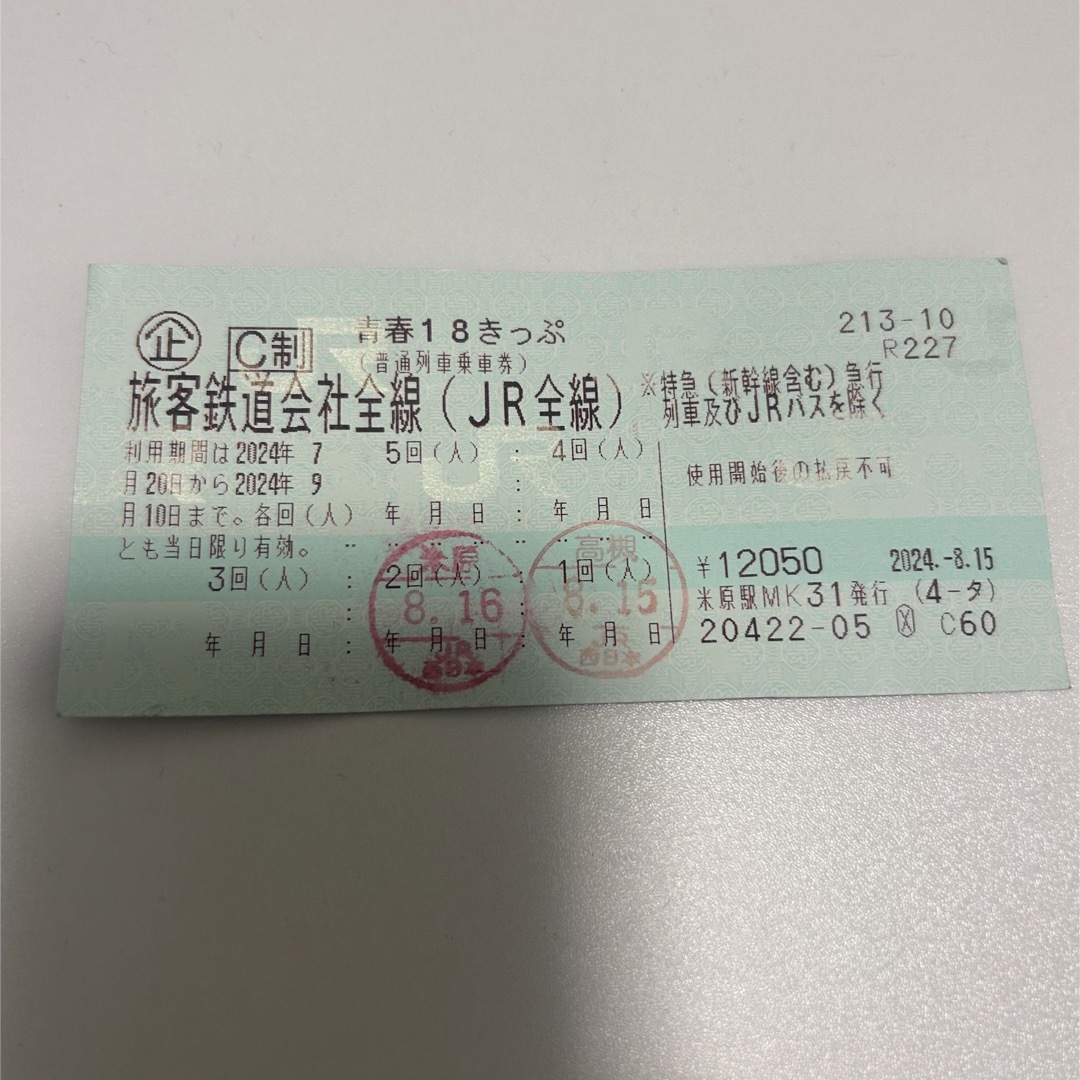 企 C制 青春18きっぷ 213-10
(普通列車乗車券) R227
旅客鉄道会社全線(JR全線) ※特急(新幹線含む)急行
列車及びJRバスを除く
利用期間は2024年 7 5回(人) : 4回(人)
月20日から2024年 9 :
月10日まで。各回(人) 年 月 日 : 年 月 日
とも当日限り有効。
使用開始後の払戻不可
3回(人) : 2回(人) : 1回(人)
年 月 日 : 年 月 日 : 年 月 日
米原
8.16
JR
西日本
高槻
8.15
JR
西日本
¥12050 2024.-8.15
米原駅MK31発行 (4-タ)
20422-05 C60